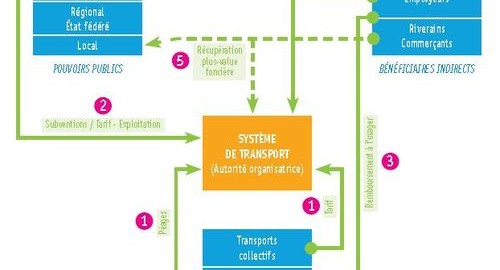 Employeurs
Régional
État fédéré
Local
Riverains
Commerçants
POUVOIRS PUBLICS
BÉNÉFICIAIRES INDIRECTS
Récupération
plus-value
foncière
5
2
Subventions / Tarif - Exploitation
SYSTÈME
DE TRANSPORT
(Autorité organisatrice)
Remboursement à l'usager
3
1
Péages
1
Tarif
Transports
collectifs